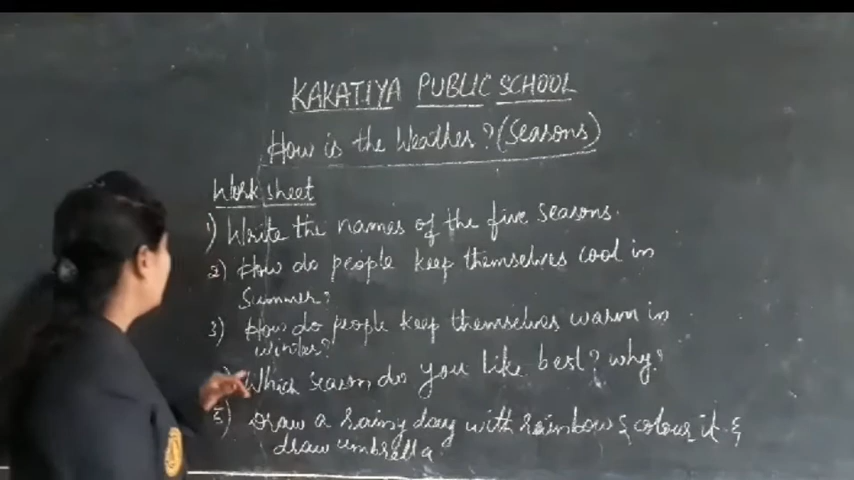 KAKATIYA PUBLIC SCHOOL
How is the Weather? (Seasons)
Work sheet
1) Write the names of the five seasons.
2) How do people keep themselves cool in
Summer?
3) How do people keep themselves warm in
winter?
) Which season do you like best? why?
5) Draw a rainy day with rainbow & colour it &
draw umbrella.